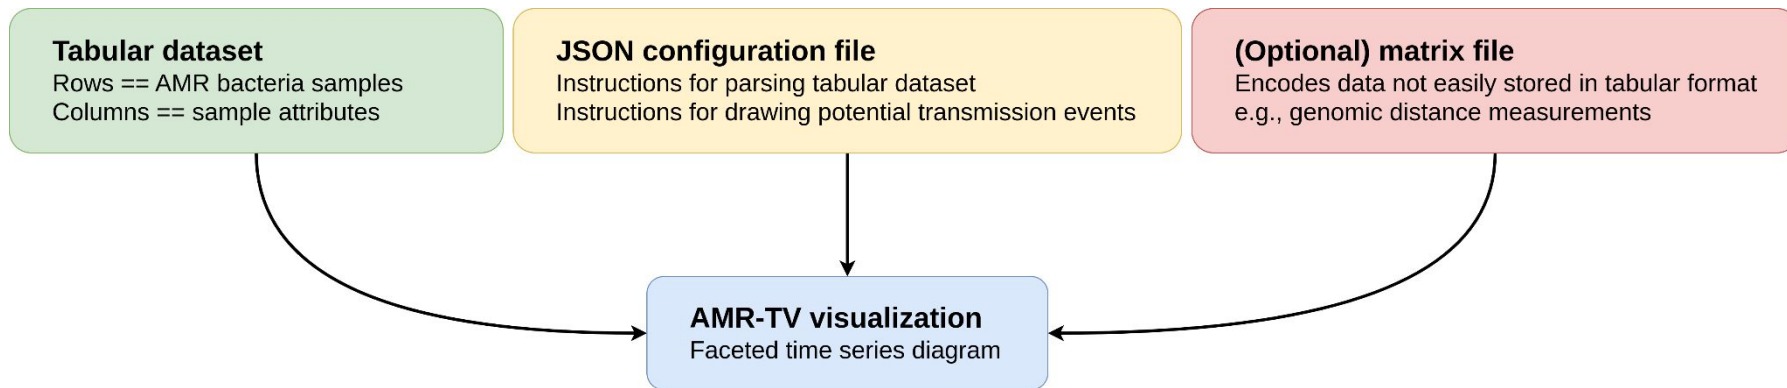 Tabular dataset
Rows == AMR bacteria samples
Columns == sample attributes
JSON configuration file
Instructions for parsing tabular dataset
Instructions for drawing potential transmission events
(Optional) matrix file
Encodes data not easily stored in tabular format
e.g., genomic distance measurements
AMR-TV visualization
Faceted time series diagram